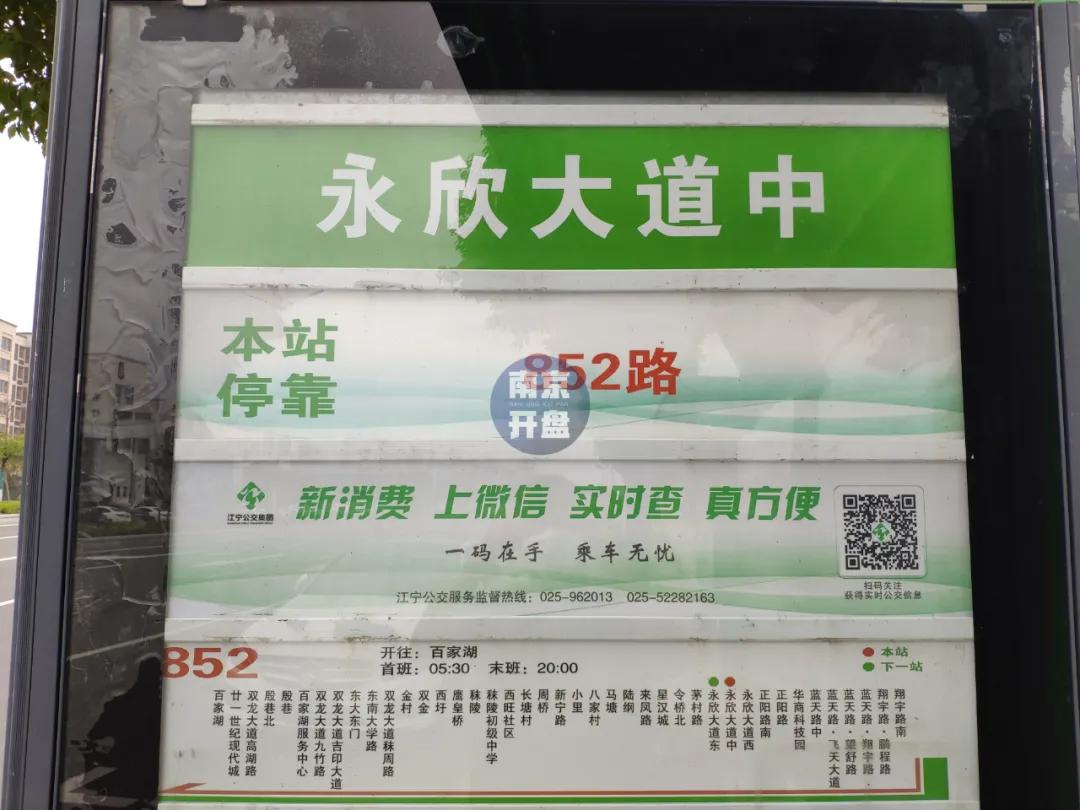 永欣大道中
本站
停靠
852路
南京
开盘
江宁公交集团
新消费 上微信 实时查 真方便
一码在手 乘车无忧
江宁公交服务监督热线：025-962013 025-52282163
扫码关注
获得实时公交信息
852
开往：百家湖
首班：05:30 末班：20:00
本站
下一站
百家湖
廿一世纪现代城
双龙大道高湖路
殷巷北
殷巷
百家湖服务中心
双龙大道九竹路
双龙大道吉印大道
东大东门
东南大学路
双龙大道秣周路
金村
双金
西圩
鹰皇桥
秣陵
秣陵初级中学
西旺社区
长塘村
周桥
新宁路
小里
八家村
马塘
陆纲
来凤路
星汉城
令桥北
茅村路
永欣大道东
永欣大道中
永欣大道西
正阳路南
正阳路
华商科技园
蓝天路中
蓝天路·飞天大道
蓝天路·望舒路
蓝天路·翔宇路
翔宇路·鹏程路
翔宇路南